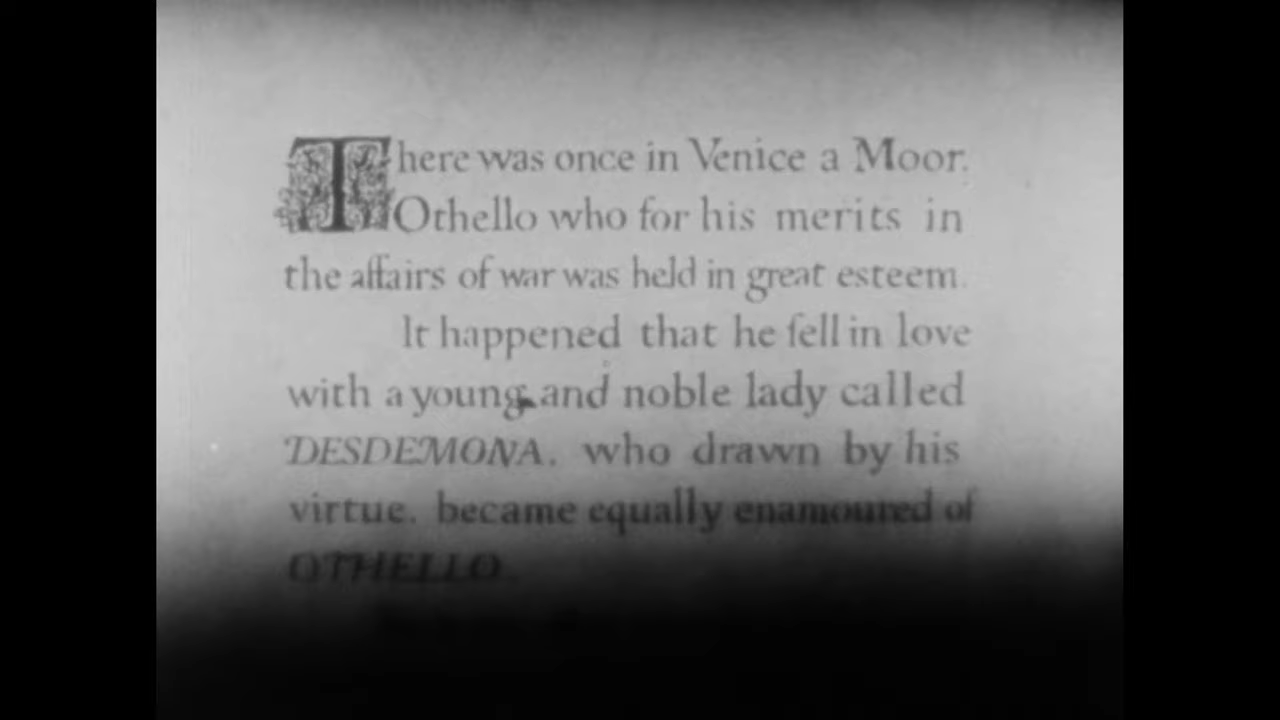 There was once in Venice a Moor.
Othello who for his merits in
the affairs of war was held in great esteem.
It happened that he fell in love
with a young and noble lady called
DESDEMONA. who drawn by his
virtue. became equally enamoured of
OTHELLO.